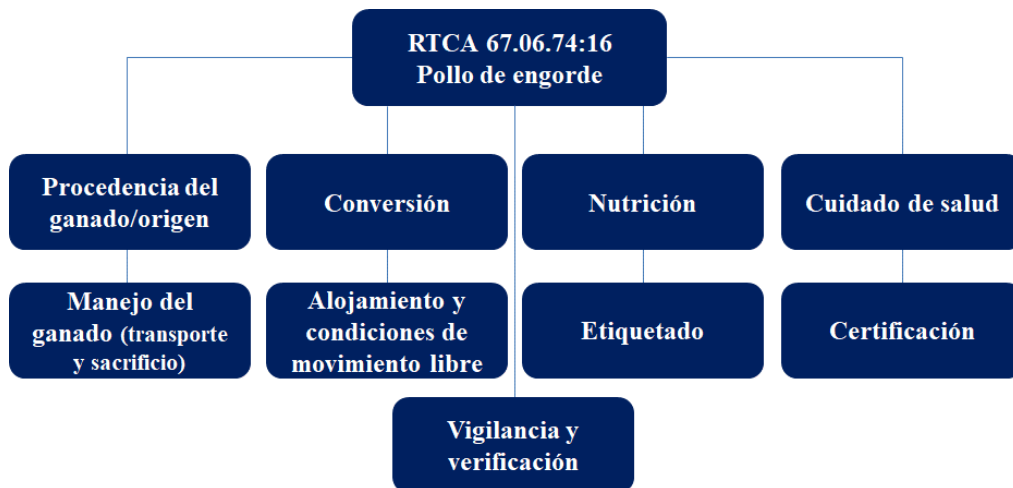 RTCA 67.06.74:16
Pollo de engorde
Procedencia del
ganado/origen
Conversión
Nutrición
Cuidado de salud
Manejo del
ganado (transporte
y sacrificio)
Alojamiento y
condiciones de
movimiento libre
Etiquetado
Certificación
Vigilancia y
verificación